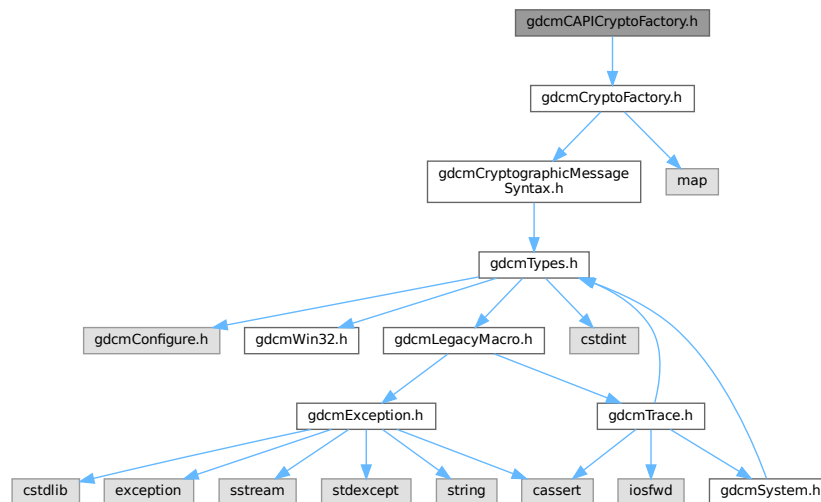 gdcmCAPICryptoFactory.h
gdcmCryptoFactory.h
gdcmCryptographicMessage
Syntax.h
map
gdcmTypes.h
gdcmConfigure.h
gdcmWin32.h
gdcmLegacyMacro.h
cstdint
gdcmException.h
gdcmTrace.h
cstdlib
exception
sstream
stdexcept
string
cassert
iosfwd
gdcmSystem.h